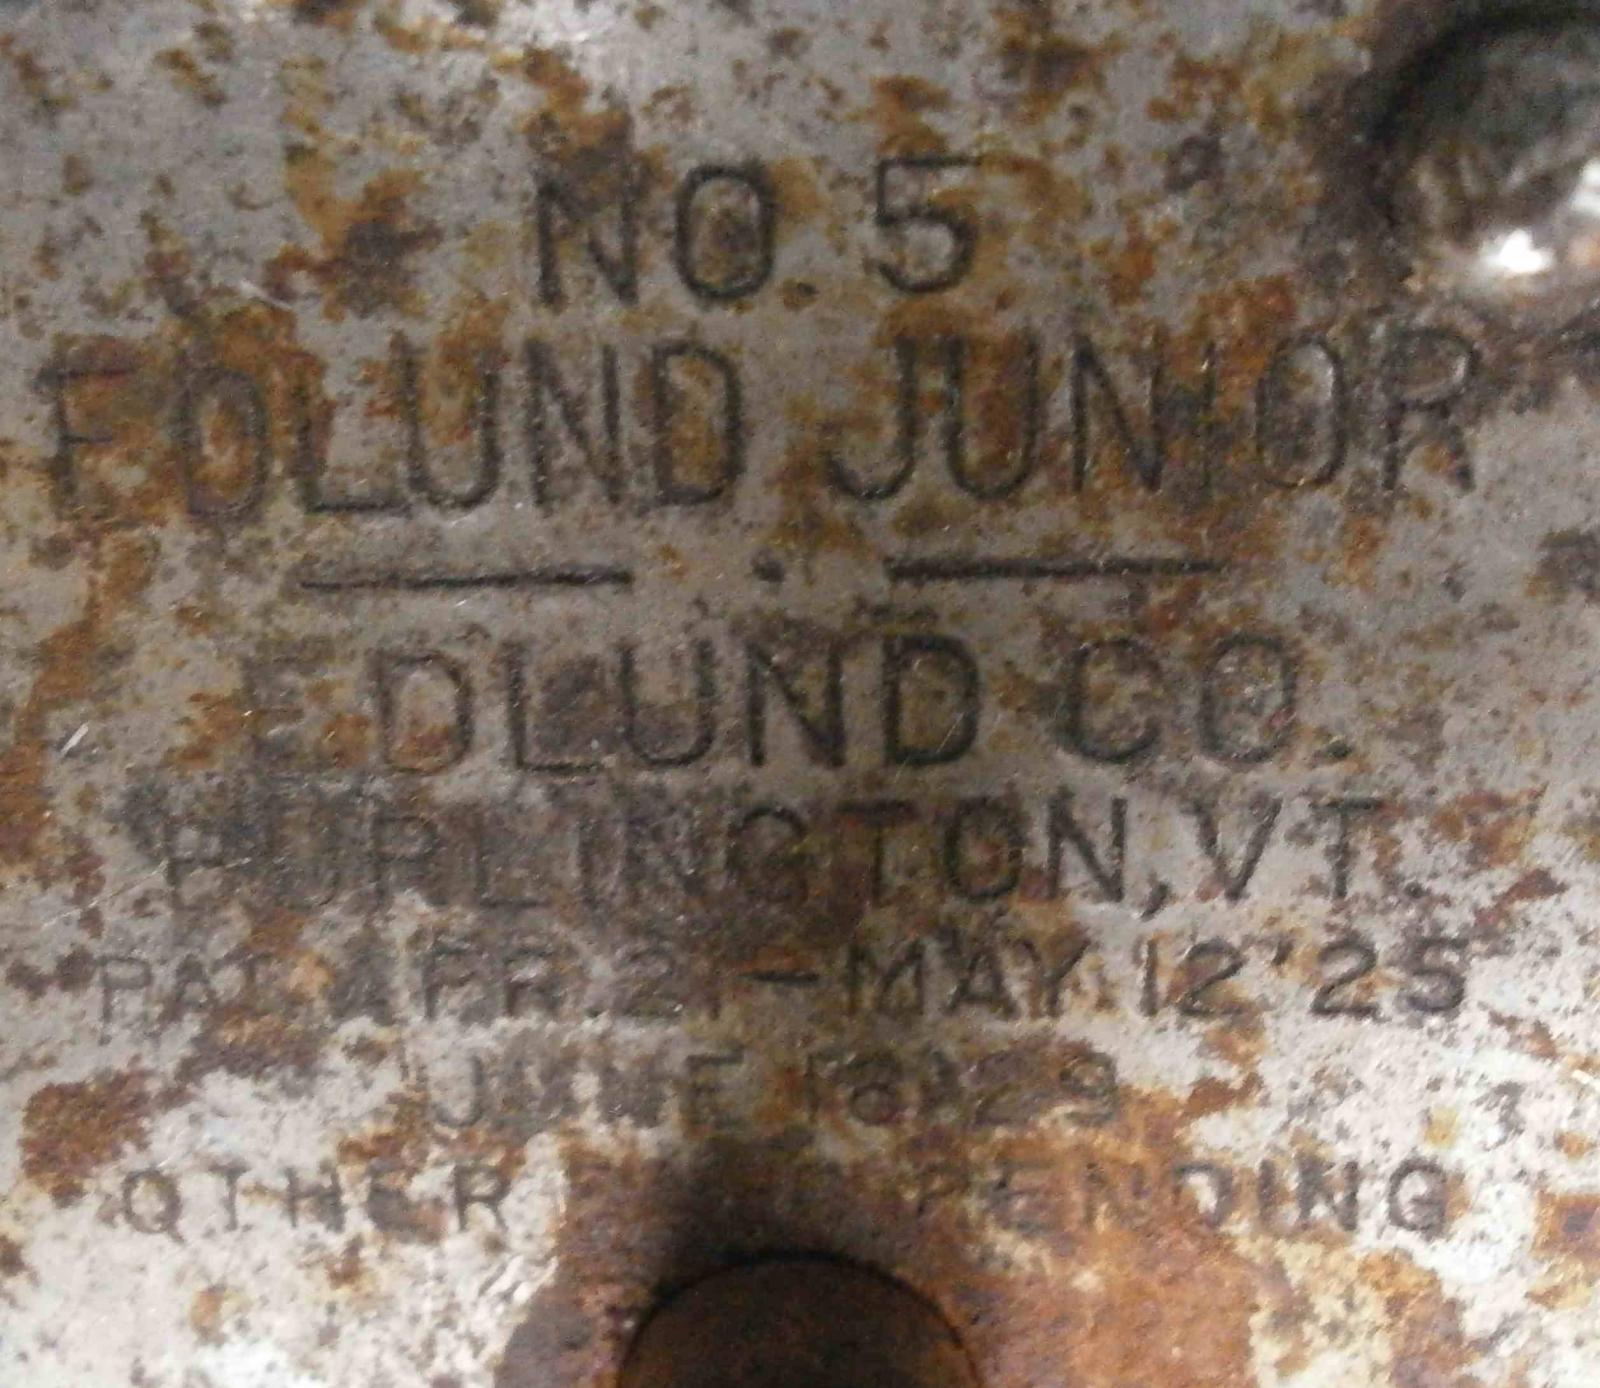 NO. 5
EDLUND JUNIOR
EDLUND CO.
BURLINGTON, VT.
PAT. APR. 21 - MAY 12 '25
JUNE 18 '29
OTHER PENDING